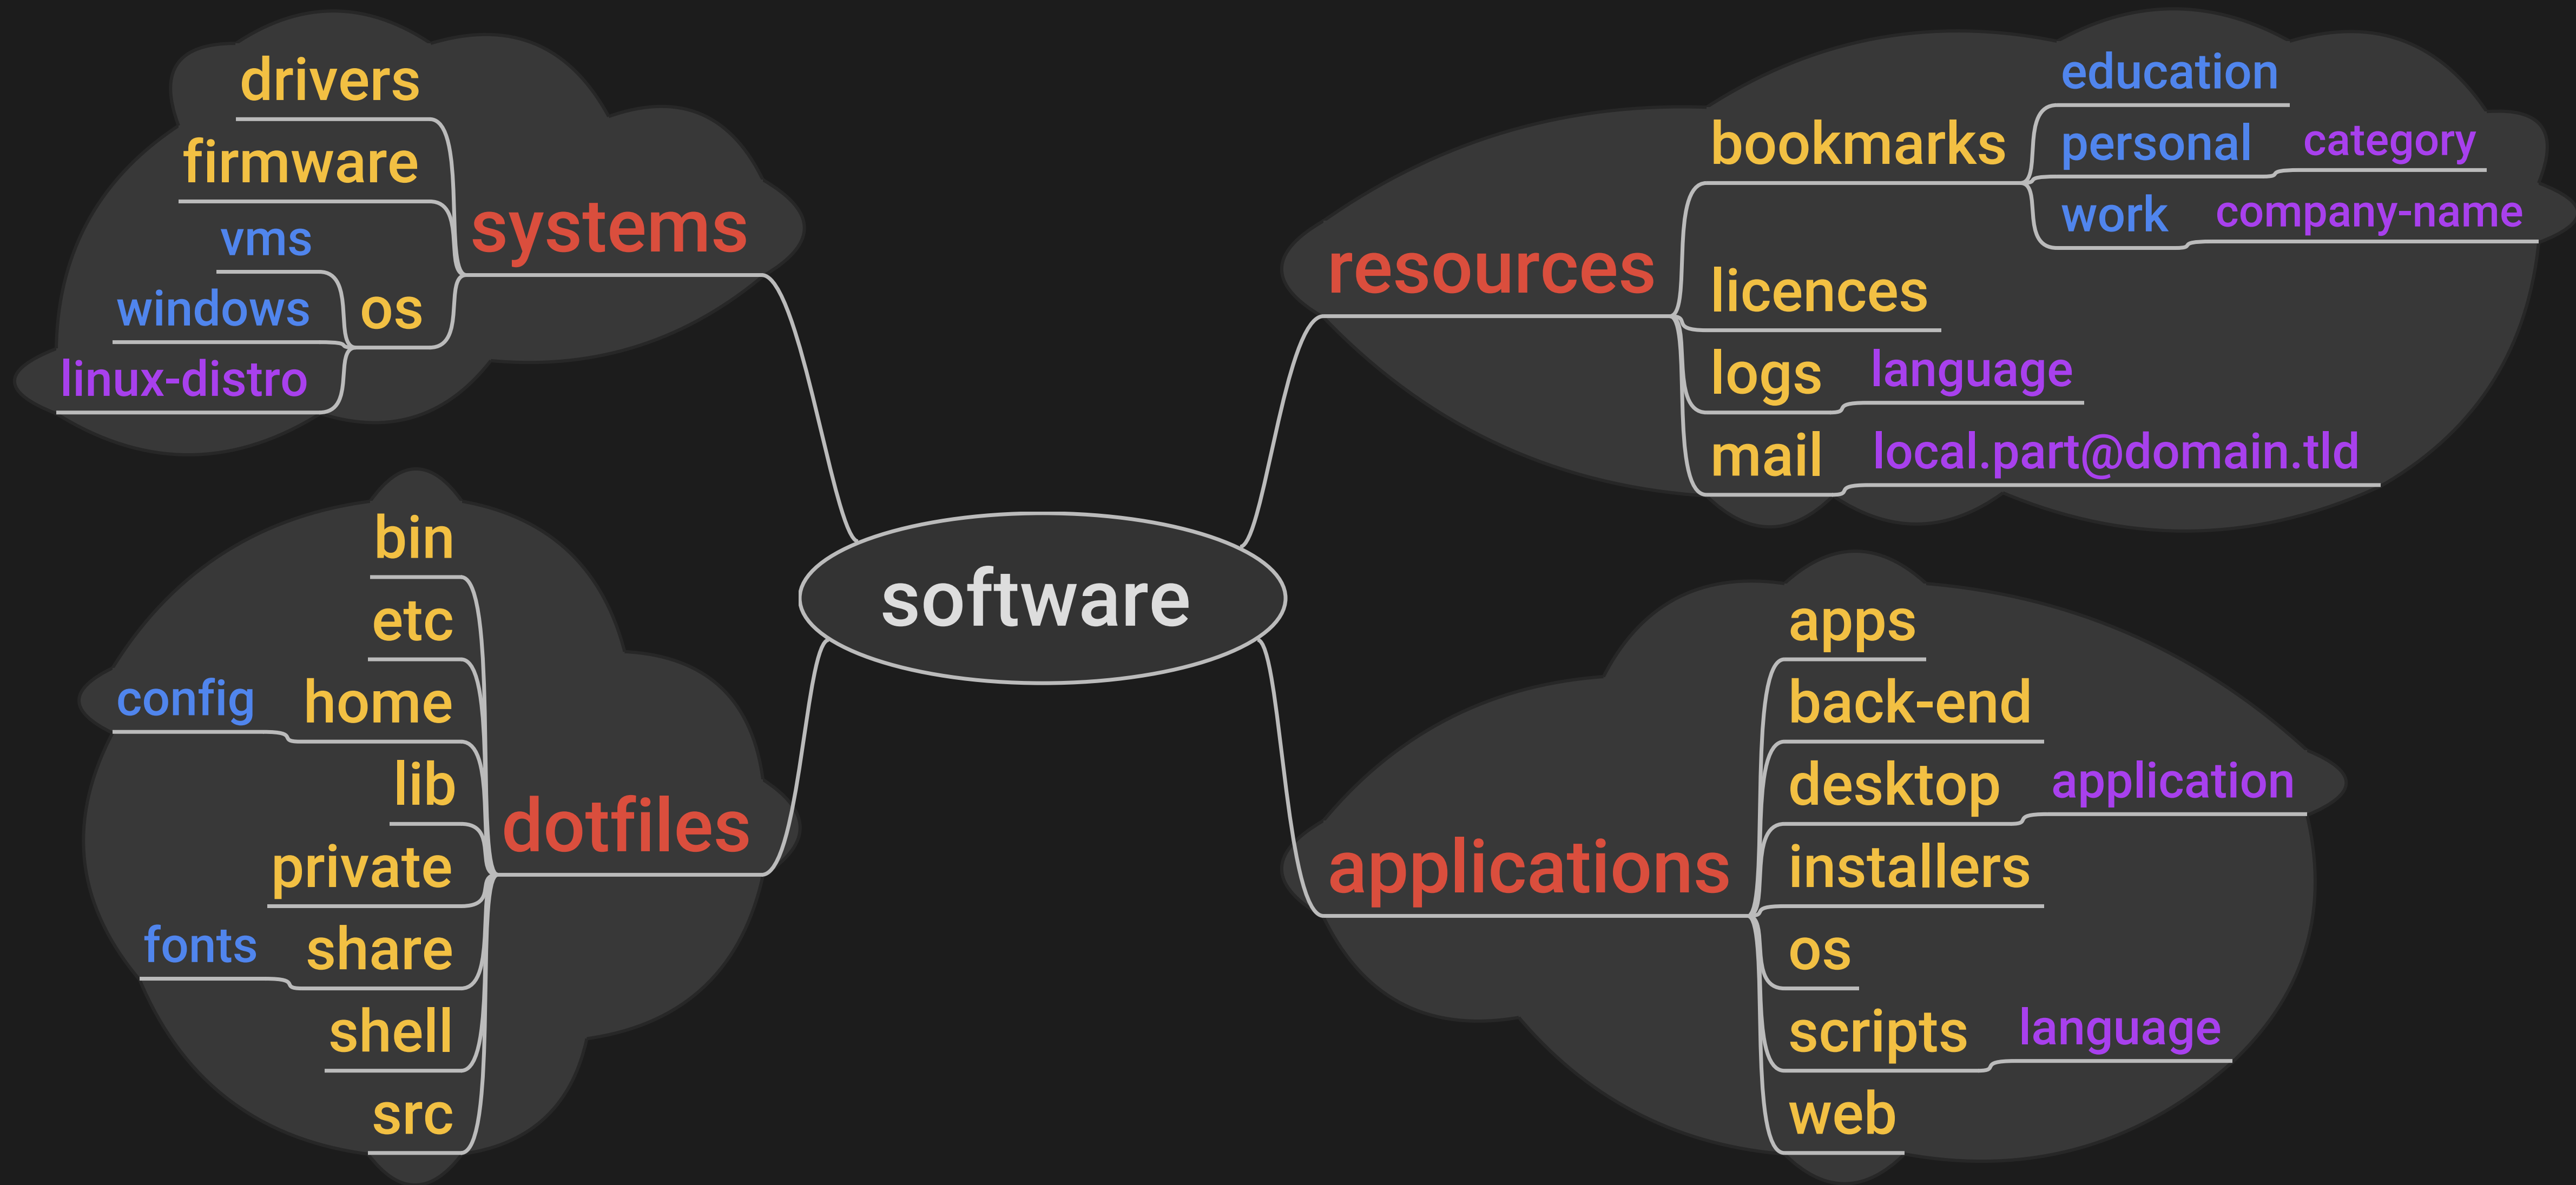 software
systems
drivers
firmware
os
vms
windows
linux-distro
dotfiles
bin
etc
home
config
lib
private
share
fonts
shell
src
resources
bookmarks
education
personal
category
work
company-name
licences
logs
language
mail
local.part@domain.tld
applications
apps
back-end
desktop
application
installers
os
scripts
language
web